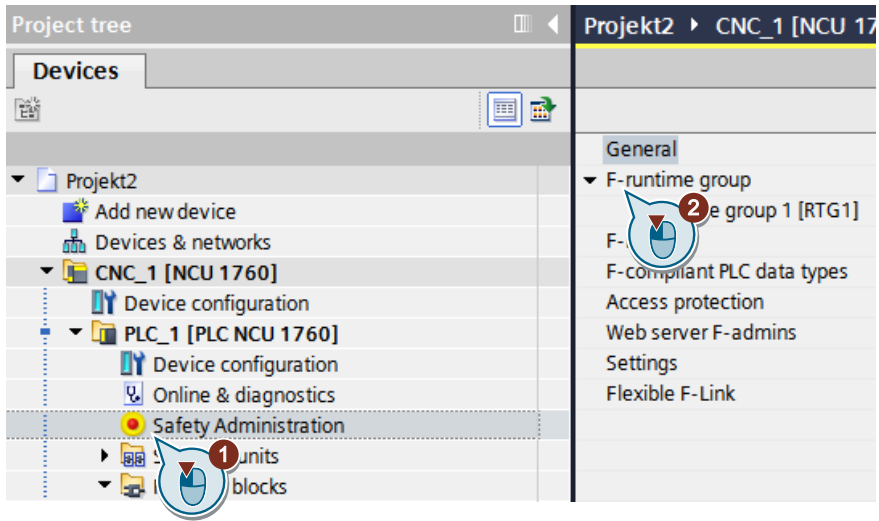 Project tree
Devices
Projekt2
Add new device
Devices & networks
CNC_1 [NCU 1760]
Device configuration
PLC_1 [PLC NCU 1760]
Device configuration
Online & diagnostics
Safety Administration
1
units
blocks
Projekt2 CNC_1 [NCU 17
General
F-runtime group
2
group 1 [RTG1]
F-compliant PLC data types
Access protection
Web server F-admins
Settings
Flexible F-Link